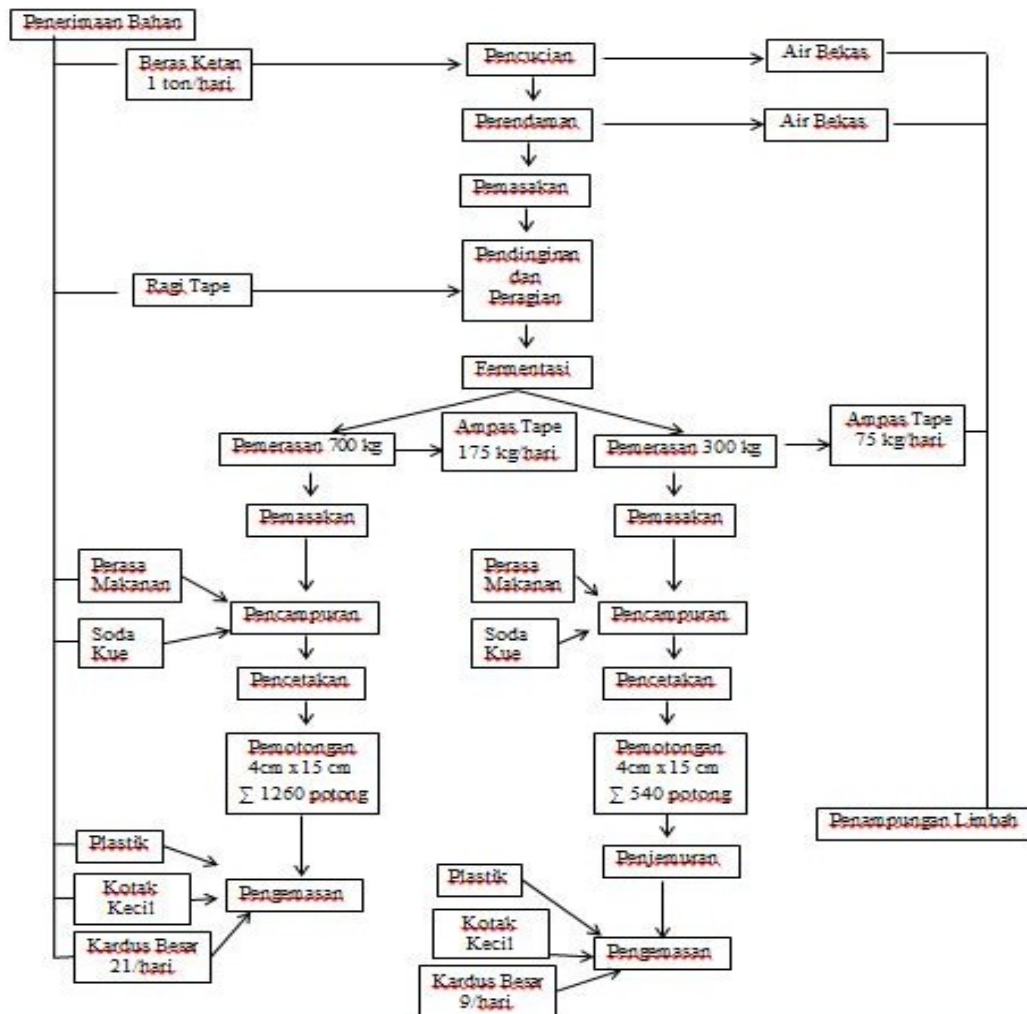 Penerimaan Bahan
Beras Ketan
1 ton/hari
Pencucian
Air Bekas
Perendaman
Air Bekas
Pemasakan
Ragi Tape
Pendinginan
dan
Peragian
Fermentasi
Pemerasan 700 kg
Ampas Tape
175 kg/hari
Pemerasan 300 kg
Ampas Tape
75 kg/hari
Pemasakan
Pemasakan
Perasa
Makanan
Pencampuran
Perasa
Makanan
Pencampuran
Soda
Kue
Soda
Kue
Pencetakan
Pencetakan
Pemotongan
4cm x 15 cm
∑ 1260 potong
Pemotongan
4cm x 15 cm
∑ 540 potong
Penampungan Limbah
Plastik
Penjemuran
Kotak
Kecil
Pengemasan
Plastik
Kotak
Kecil
Pengemasan
Kardus Besar
21/hari
Kardus Besar
9/hari